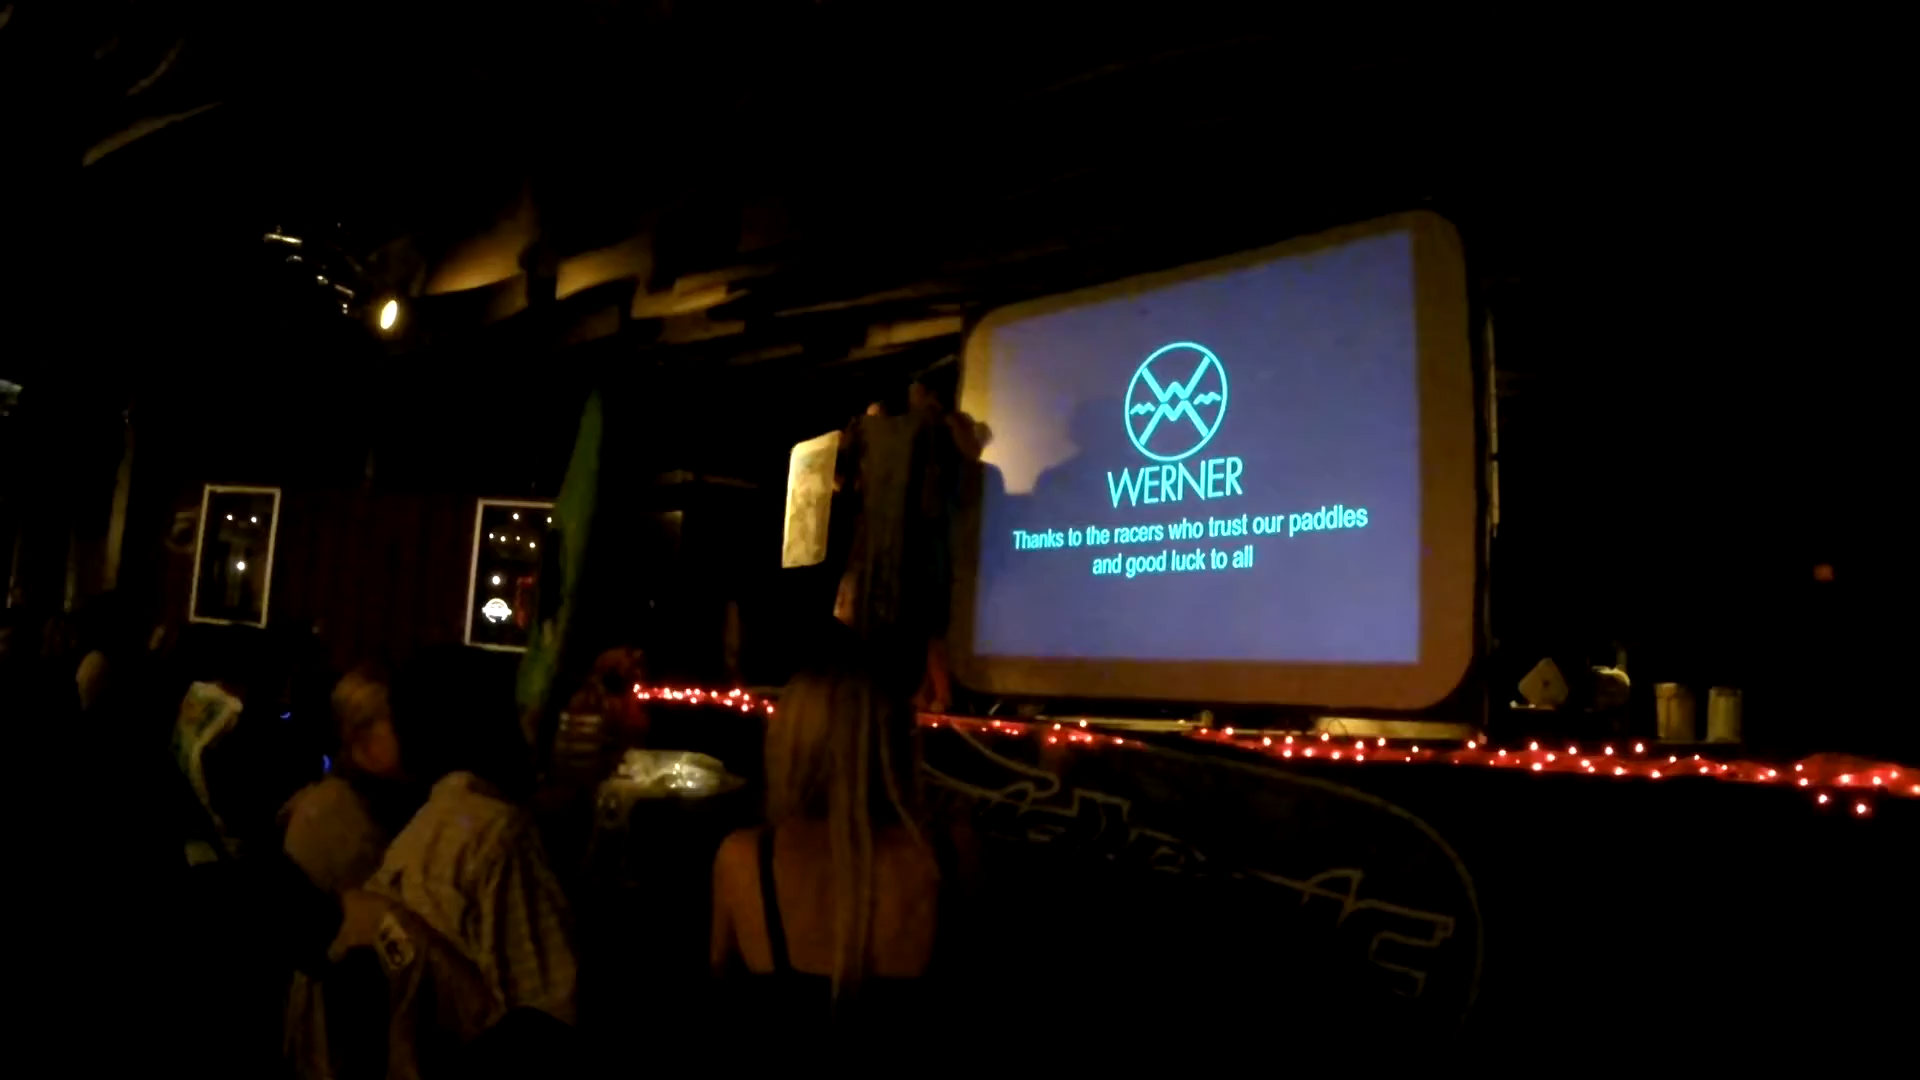 WERNER
Thanks to the racers who trust our paddles
and good luck to all